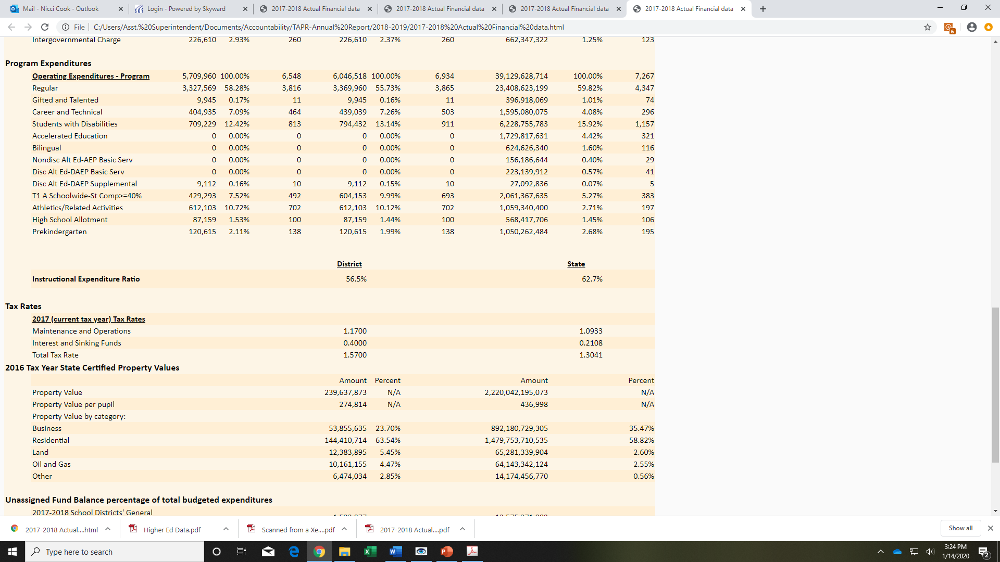 Mail - Nicci Cook - Outlook
Login - Powered by Skyward
2017-2018 Actual Financial data
2017-2018 Actual Financial data
2017-2018 Actual Financial data
2017-2018 Actual Financial data
File | C:/Users/Asst.%20Superintendent/Documents/Accountability/TAPR-Annual%20Report/2018-2019/2017-2018%20Actual%20Financial%20data.html
6
Intergovernmental Charge 226,610 2.93% 260 226,610 2.37% 260 662,347,322 1.25% 123
Program Expenditures
Operating Expenditures - Program 5,709,960 100.00% 6,548 6,046,518 100.00% 6,934 39,129,628,714 100.00% 7,267
Regular 3,327,569 58.28% 3,816 3,369,960 55.73% 3,865 23,408,623,199 59.82% 4,347
Gifted and Talented 9,945 0.17% 11 9,945 0.16% 11 396,918,069 1.01% 74
Career and Technical 404,935 7.09% 464 439,039 7.26% 503 1,595,080,075 4.08% 296
Students with Disabilities 709,229 12.42% 813 794,432 13.14% 911 6,228,755,783 15.92% 1,157
Accelerated Education 0 0.00% 0 0 0.00% 0 1,729,817,631 4.42% 321
Bilingual 0 0.00% 0 0 0.00% 0 624,626,340 1.60% 116
Nondisc Alt Ed-AEP Basic Serv 0 0.00% 0 0 0.00% 0 156,186,644 0.40% 29
Disc Alt Ed-DAEP Basic Serv 0 0.00% 0 0 0.00% 0 223,139,912 0.57% 41
Disc Alt Ed-DAEP Supplemental 9,112 0.16% 10 9,112 0.15% 10 27,092,836 0.07% 5
T1 A Schoolwide-St Comp>=40% 429,293 7.52% 492 604,153 9.99% 693 2,061,367,635 5.27% 383
Athletics/Related Activities 612,103 10.72% 702 612,103 10.12% 702 1,059,340,400 2.71% 197
High School Allotment 87,159 1.53% 100 87,159 1.44% 100 568,417,706 1.45% 106
Prekindergarten 120,615 2.11% 138 120,615 1.99% 138 1,050,262,484 2.68% 195
District State
Instructional Expenditure Ratio 56.5% 62.7%
Tax Rates
2017 (current tax year) Tax Rates
Maintenance and Operations 1.1700 1.0933
Interest and Sinking Funds 0.4000 0.2108
Total Tax Rate 1.5700 1.3041
2016 Tax Year State Certified Property Values
Amount Percent Amount Percent
Property Value 239,637,873 N/A 2,220,042,195,073 N/A
Property Value per pupil 274,814 N/A 436,998 N/A
Property Value by category:
Business 53,855,635 23.70% 892,180,729,305 35.47%
Residential 144,410,714 63.54% 1,479,753,710,535 58.82%
Land 12,383,895 5.45% 65,281,339,904 2.60%
Oil and Gas 10,161,155 4.47% 64,143,342,124 2.55%
Other 6,474,034 2.85% 14,174,456,770 0.56%
Unassigned Fund Balance percentage of total budgeted expenditures
2017-2018 School Districts' General
2017-2018 Actual....html
Higher Ed Data.pdf
Scanned from a Xe....pdf
2017-2018 Actual....pdf
Show all
Type here to search
3:24 PM
1/14/2020
2